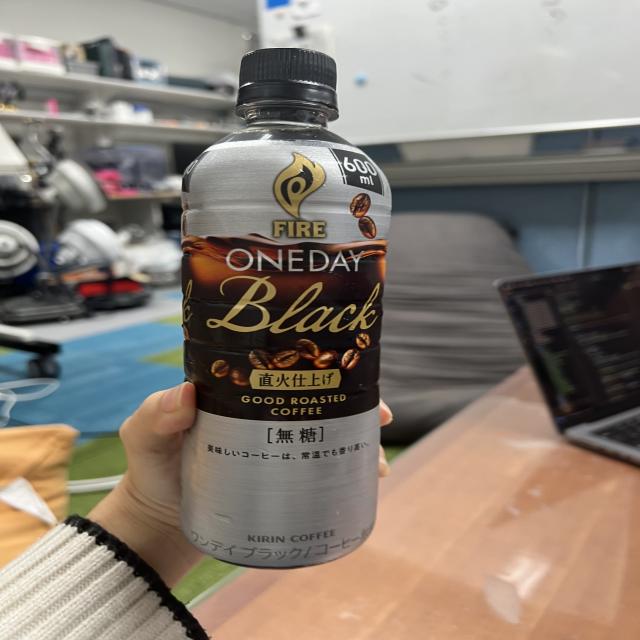 600
ml
FIRE
ONEDAY
Black
直火仕上げ
GOOD ROASTED
COFFEE
[無糖]
美味しいコーヒーは、常温でも香り高い。
KIRIN COFFEE
ワンデイ ブラック/コーヒー